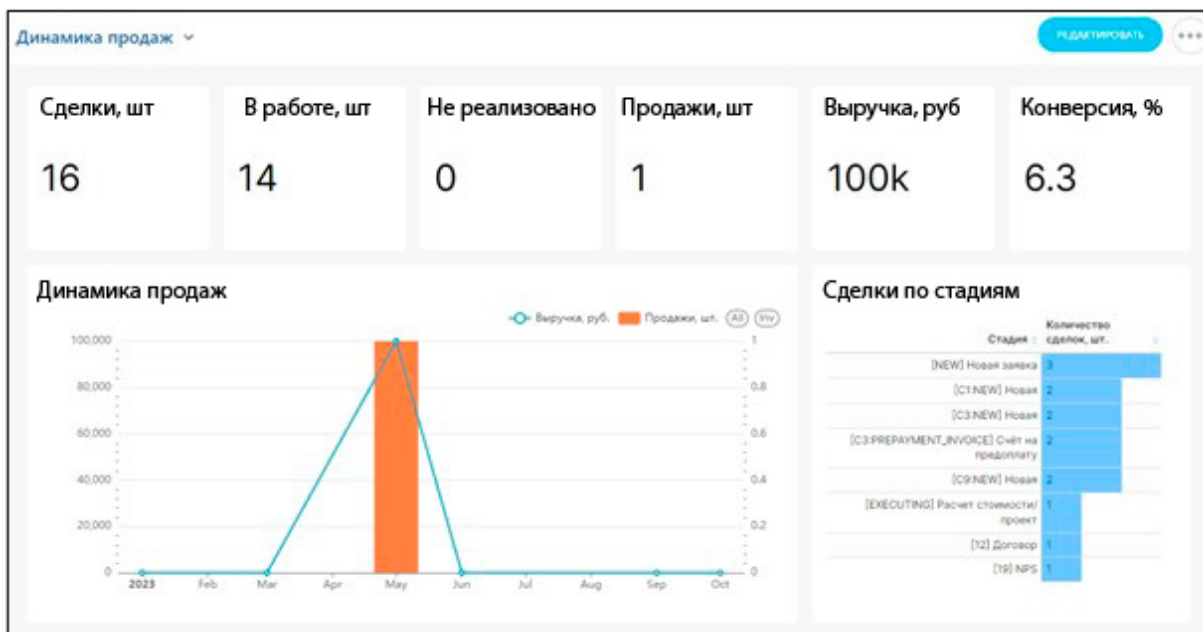 Динамика продаж
РЕДАКТИРОВАТЬ
Сделки, шт
В работе, шт
Не реализовано
Продажи, шт
Выручка, руб
Конверсия, %
16
14
0
1
100k
6.3
Динамика продаж
Выручка, руб.
Продажи, шт.
All
Inv
100,000
80,000
60,000
40,000
20,000
0
1
0.8
0.6
0.4
0.2
0
2023
Feb
Mar
Apr
May
Jun
Jul
Aug
Sep
Oct
Сделки по стадиям
Стадия
Количество
сделок, шт.
[NEW] Новая заявка
3
[C1:NEW] Новая
2
[C3:NEW] Новая
2
[C3:PREPAYMENT_INVOICE] Счёт на
предоплату
2
[C9:NEW] Новая
2
[EXECUTING] Расчет стоимости/
проект
1
[12] Договор
1
[19] NPS
1